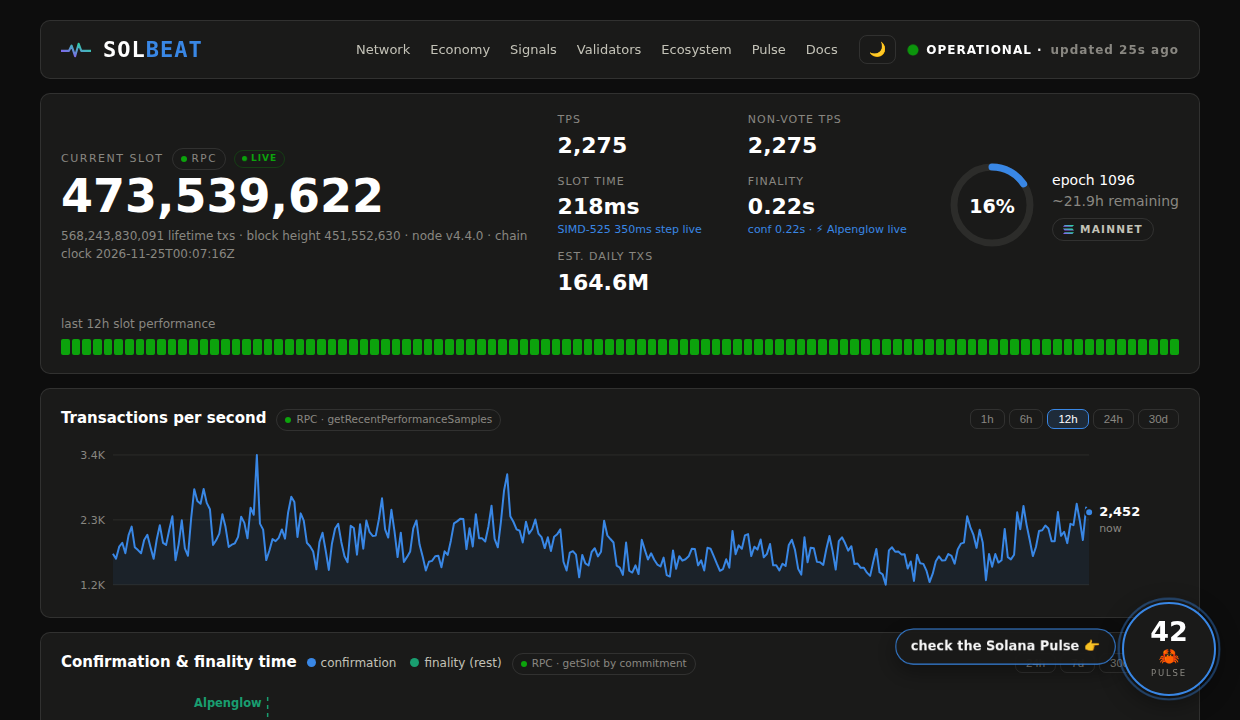 SOLBEAT
Network Economy Signals Validators Ecosystem Pulse Docs 🌙 OPERATIONAL · updated 25s ago
CURRENT SLOT RPC LIVE
473,539,622
568,243,830,091 lifetime txs · block height 451,552,630 · node v4.4.0 · chain
clock 2026-11-25T00:07:16Z
TPS
2,275
NON-VOTE TPS
2,275
SLOT TIME
218ms
SIMD-525 350ms step live
FINALITY
0.22s
conf 0.22s · ⚡ Alpenglow live
EST. DAILY TXS
164.6M
16%
epoch 1096
~21.9h remaining
MAINNET
last 12h slot performance
Transactions per second RPC · getRecentPerformanceSamples
1h 6h 12h 24h 30d
3.4K
2.3K
1.2K
2,452
now
Confirmation & finality time confirmation finality (rest) RPC · getSlot by commitment
Alpenglow
check the Solana Pulse 👉
42
🦀
PULSE